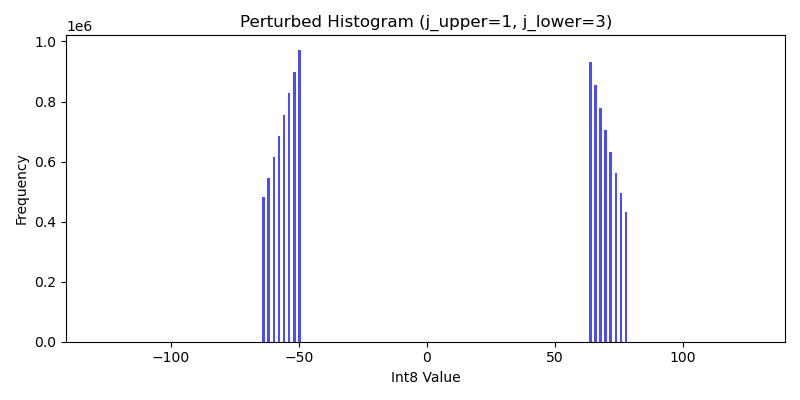 Perturbed Histogram (j_upper=1, j_lower=3)
1e6
1.0
0.8
0.6
0.4
0.2
0.0
Frequency
−100
−50
0
50
100
Int8 Value